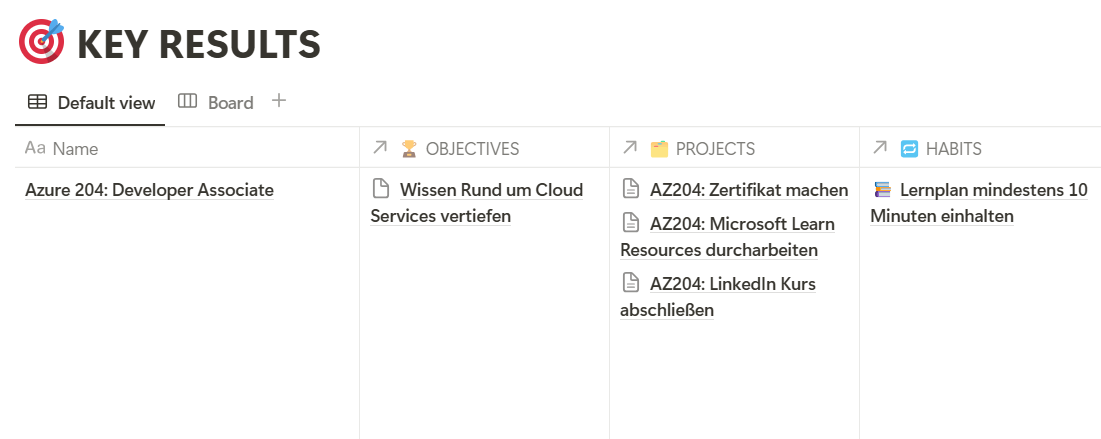 KEY RESULTS
Default view Board
Aa Name OBJECTIVES PROJECTS HABITS
Azure 204: Developer Associate
Wissen Rund um Cloud
Services vertiefen
AZ204: Zertifikat machen
AZ204: Microsoft Learn
Resources durcharbeiten
AZ204: LinkedIn Kurs
abschließen
Lernplan mindestens 10
Minuten einhalten